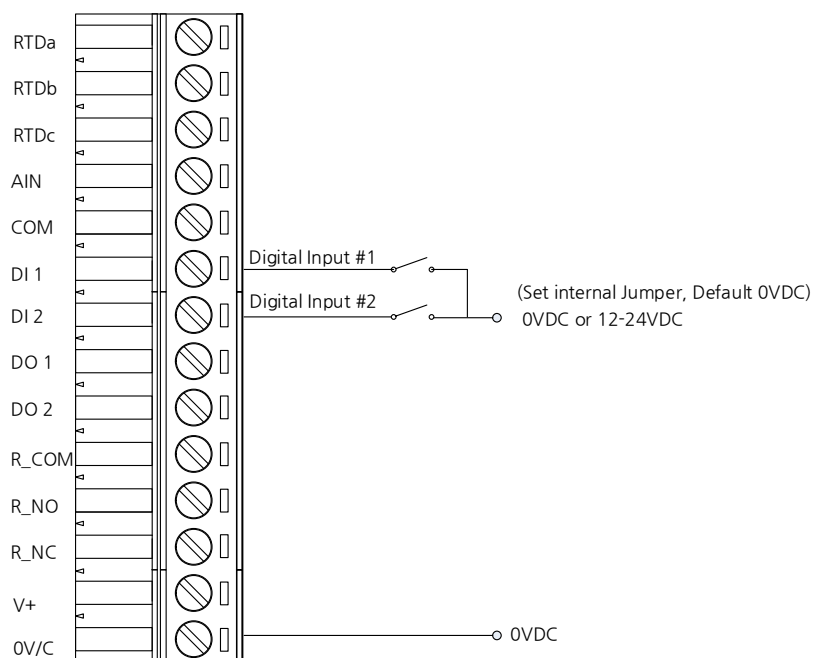 RTDa
RTDb
RTDc
AIN
COM
DI 1
DI 2
DO 1
DO 2
R_COM
R_NO
R_NC
V+
0V/C
Digital Input #1
Digital Input #2
(Set internal Jumper, Default 0VDC)
0VDC or 12-24VDC
0VDC